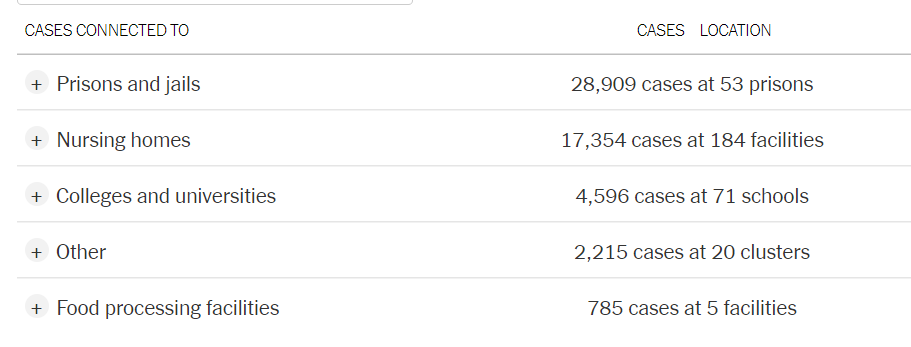 CASES CONNECTED TO CASES LOCATION
+ Prisons and jails 28,909 cases at 53 prisons
+ Nursing homes 17,354 cases at 184 facilities
+ Colleges and universities 4,596 cases at 71 schools
+ Other 2,215 cases at 20 clusters
+ Food processing facilities 785 cases at 5 facilities